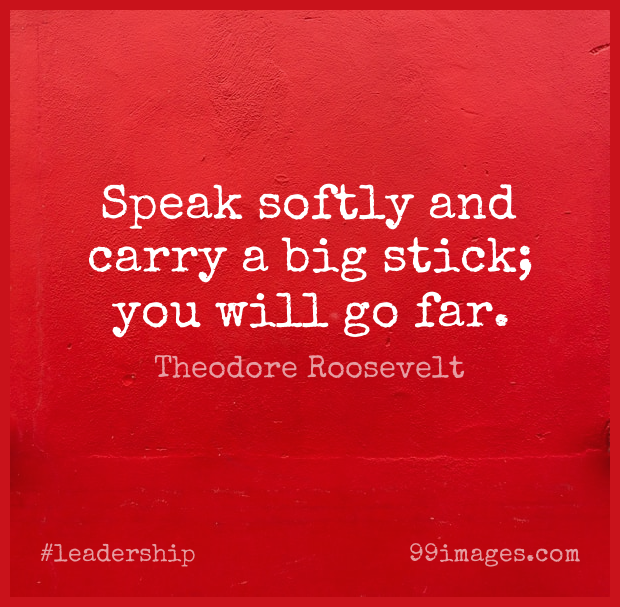 Speak softly and
carry a big stick;
you will go far.
Theodore Roosevelt
#leadership
99images.com